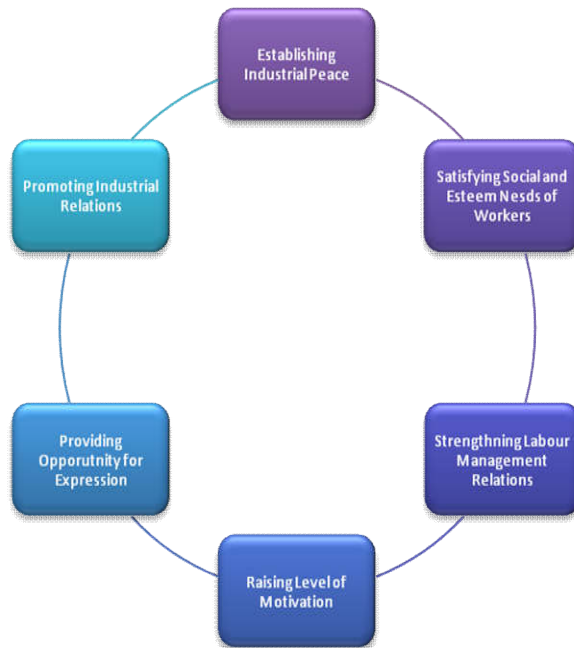 Establishing
Industrial Peace
Satisfying Social and
Esteem Nesds of
Workers
Strengthning Labour
Management
Relations
Raising Level of
Motivation
Providing
Opporutnity for
Expression
Promoting Industrial
Relations